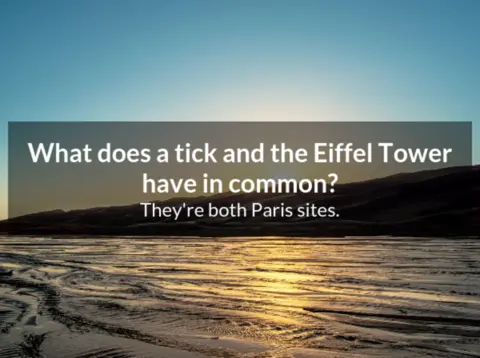 What does a tick and the Eiffel Tower
have in common?
They're both Paris sites.